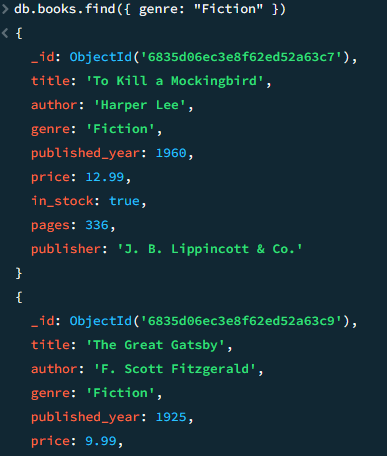 > db.books.find({ genre: "Fiction" })
< {
_id: ObjectId('6835d06ec3e8f62ed52a63c7'),
title: 'To Kill a Mockingbird',
author: 'Harper Lee',
genre: 'Fiction',
published_year: 1960,
price: 12.99,
in_stock: true,
pages: 336,
publisher: 'J. B. Lippincott & Co.'
}
{
_id: ObjectId('6835d06ec3e8f62ed52a63c9'),
title: 'The Great Gatsby',
author: 'F. Scott Fitzgerald',
genre: 'Fiction',
published_year: 1925,
price: 9.99,